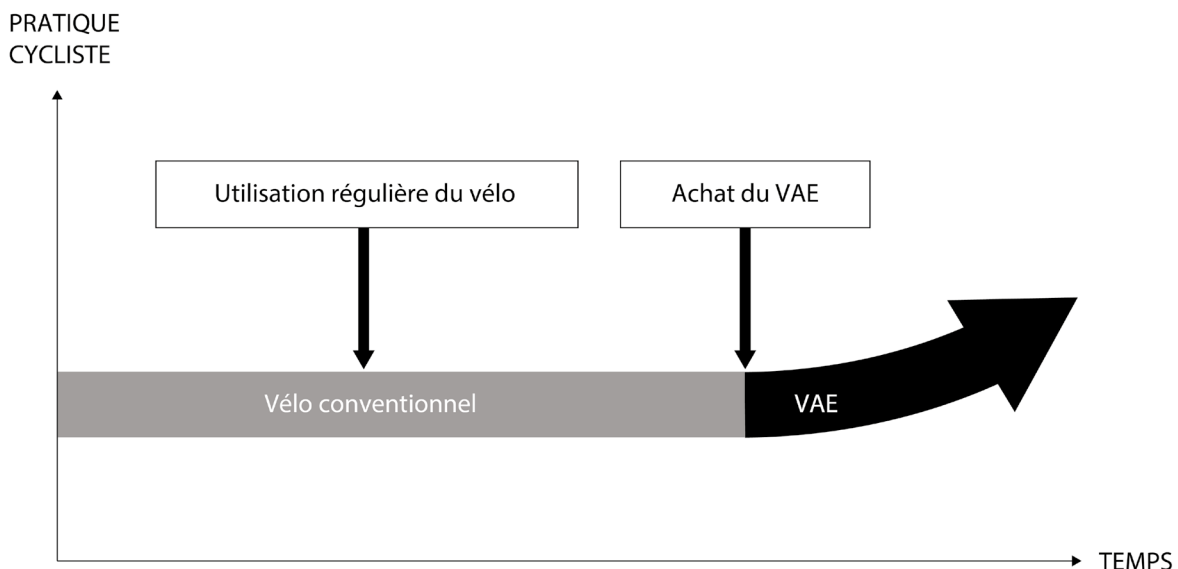 PRATIQUE
CYCLISTE
Utilisation régulière du vélo
Achat du VAE
Vélo conventionnel
VAE
TEMPS